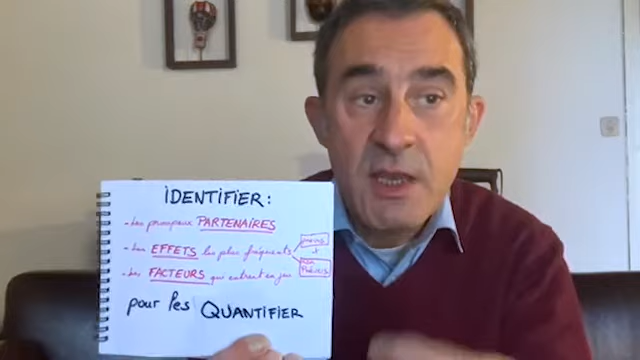 IDENTIFIER:
- Les principaux PARTENAIRES
- Les EFFETS les plus fréquents
- Les FACTEURS qui entrent en jeu
pour les QUANTIFIER